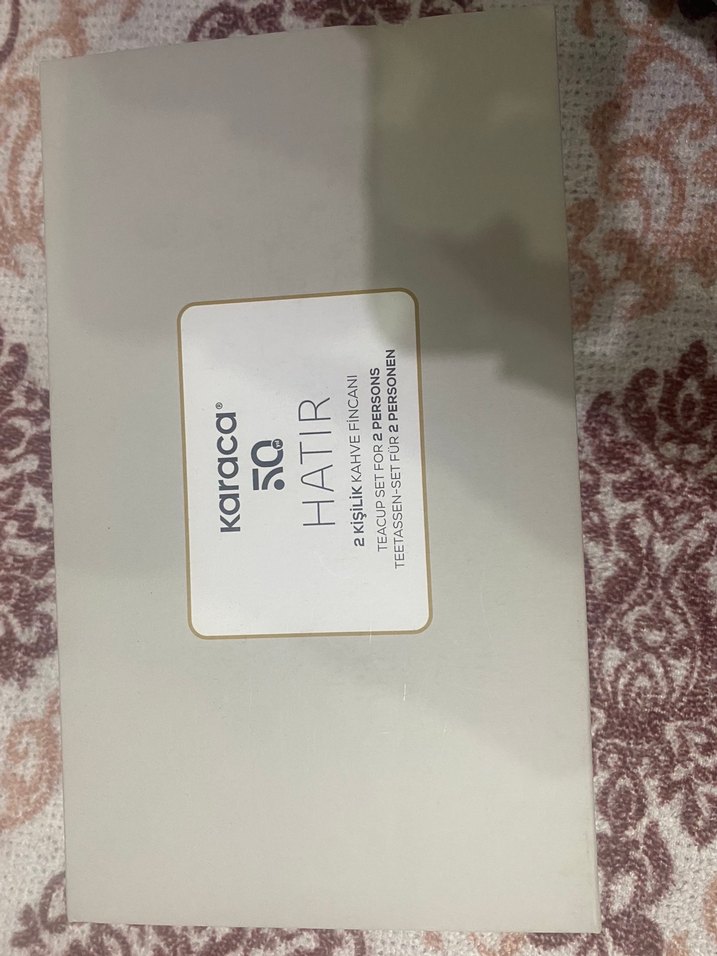 karaca®
50
HATIR
2 KİŞİLİK KAHVE FİNCANI
TEACUP SET FOR 2 PERSONS
TEETASSEN-SET FÜR 2 PERSONEN